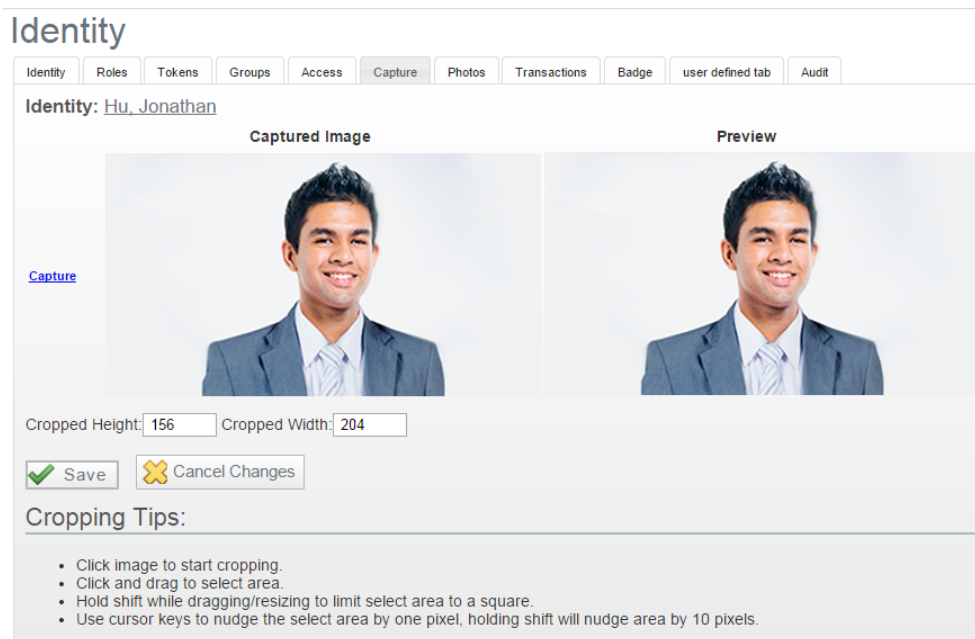 Identity
Identity Roles Tokens Groups Access Capture Photos Transactions Badge user defined tab Audit
Identity: Hu, Jonathan
Captured Image Preview
Capture
Cropped Height: 156 Cropped Width: 204
Save Cancel Changes
Cropping Tips:
• Click image to start cropping.
• Click and drag to select area.
• Hold shift while dragging/resizing to limit select area to a square.
• Use cursor keys to nudge the select area by one pixel, holding shift will nudge area by 10 pixels.